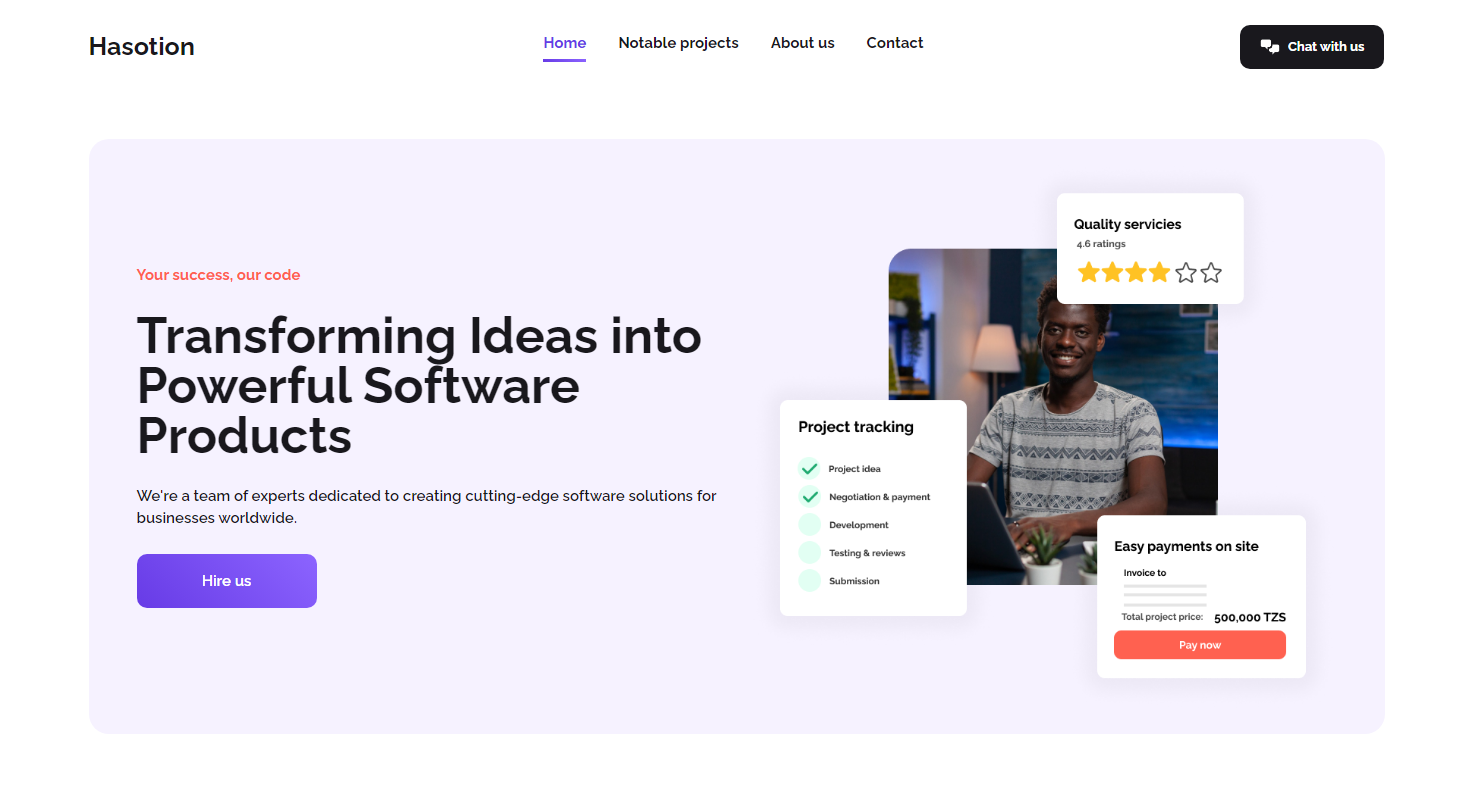 Hasotion
Home
Notable projects
About us
Contact
Chat with us
Your success, our code
Transforming Ideas into
Powerful Software
Products
We're a team of experts dedicated to creating cutting-edge software solutions for
businesses worldwide.
Hire us
Quality servicies
4.6 ratings
Project tracking
Project idea
Negotiation & payment
Development
Testing & reviews
Submission
Easy payments on site
Invoice to
Total project price: 500,000 TZS
Pay now